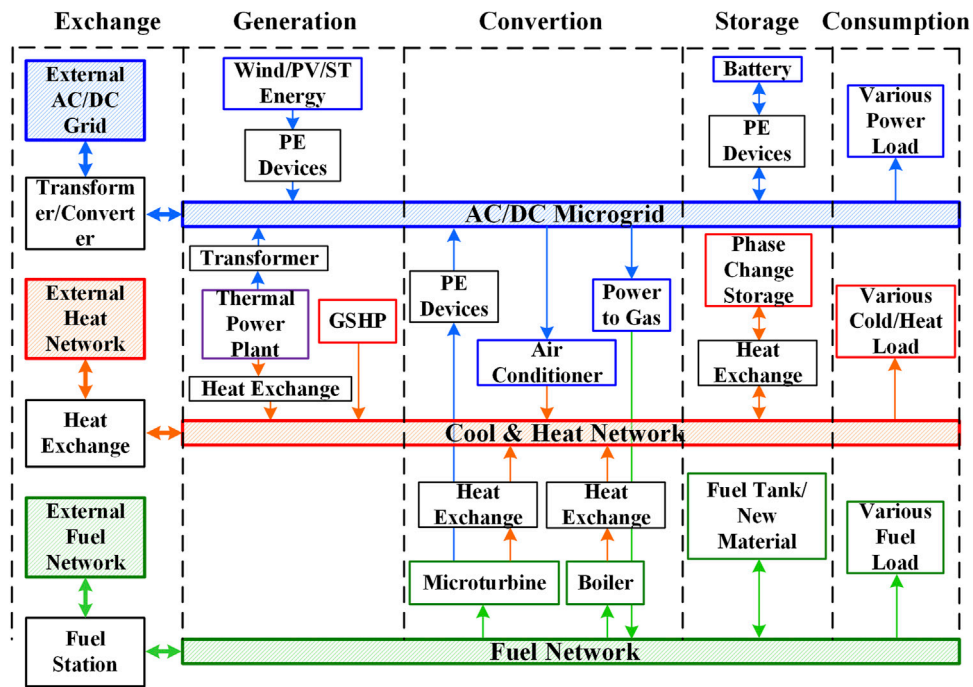 Exchange
Generation
Convertion
Storage
Consumption
External
AC/DC
Grid
Wind/PV/ST
Energy
Battery
Various
Power
Load
PE
Devices
PE
Devices
Transform
er/Convert
er
AC/DC Microgrid
Transformer
PE
Devices
Phase
Change
Storage
External
Heat
Network
Thermal
Power
Plant
GSHP
Power
to Gas
Various
Cold/Heat
Load
Air
Conditioner
Heat
Exchange
Heat Exchange
Heat
Exchange
Cool & Heat Network
External
Fuel
Network
Heat
Exchange
Heat
Exchange
Fuel Tank/
New
Material
Various
Fuel
Load
Microturbine
Boiler
Fuel
Station
Fuel Network